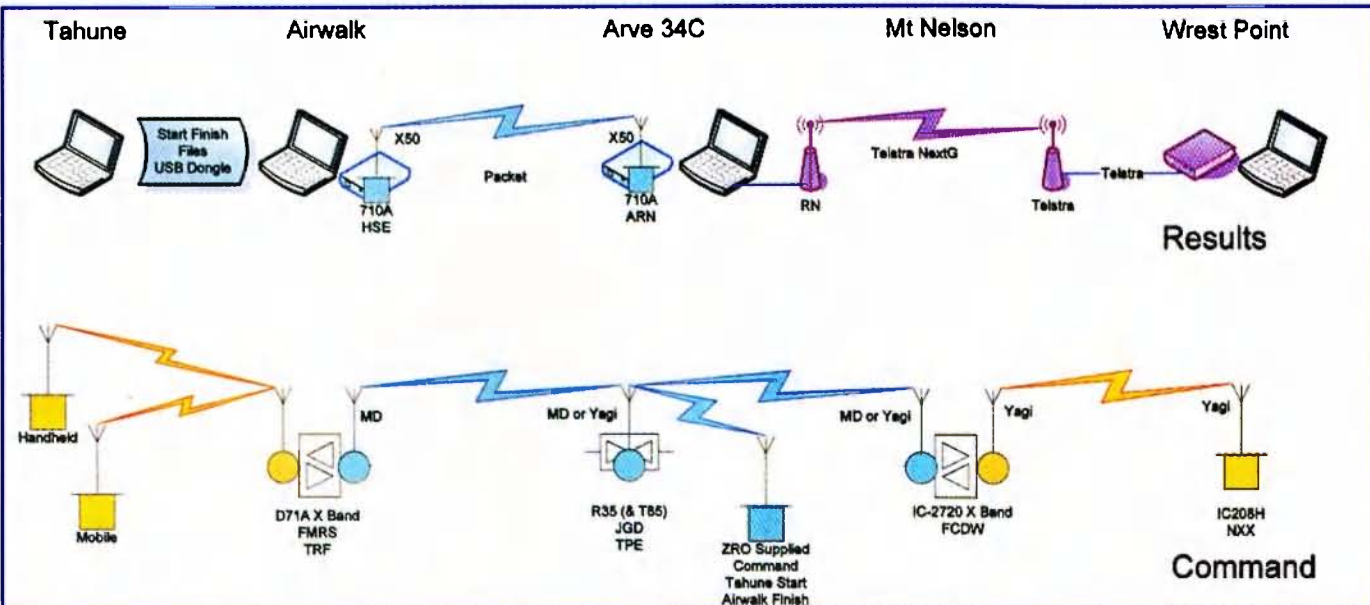 Tahune Airwalk Arve 34C Mt Nelson Wrest Point
Start Finish
Files
USB Dongle
X50
Packet
X50
710A
HSE
710A
ARN
RN
Telstra NextG
Telstra
Telstra
Results
Handheld
Mobile
MD
D71A X Band
FMRS
TRF
MD or Yagi
R35 (& T85)
JGD
TPE
ZRO Supplied
Command
Tahune Start
Airwalk Finish
MD or Yagi
Yagi
IC-2720 X Band
FCDW
Yagi
IC208H
NXX
Command